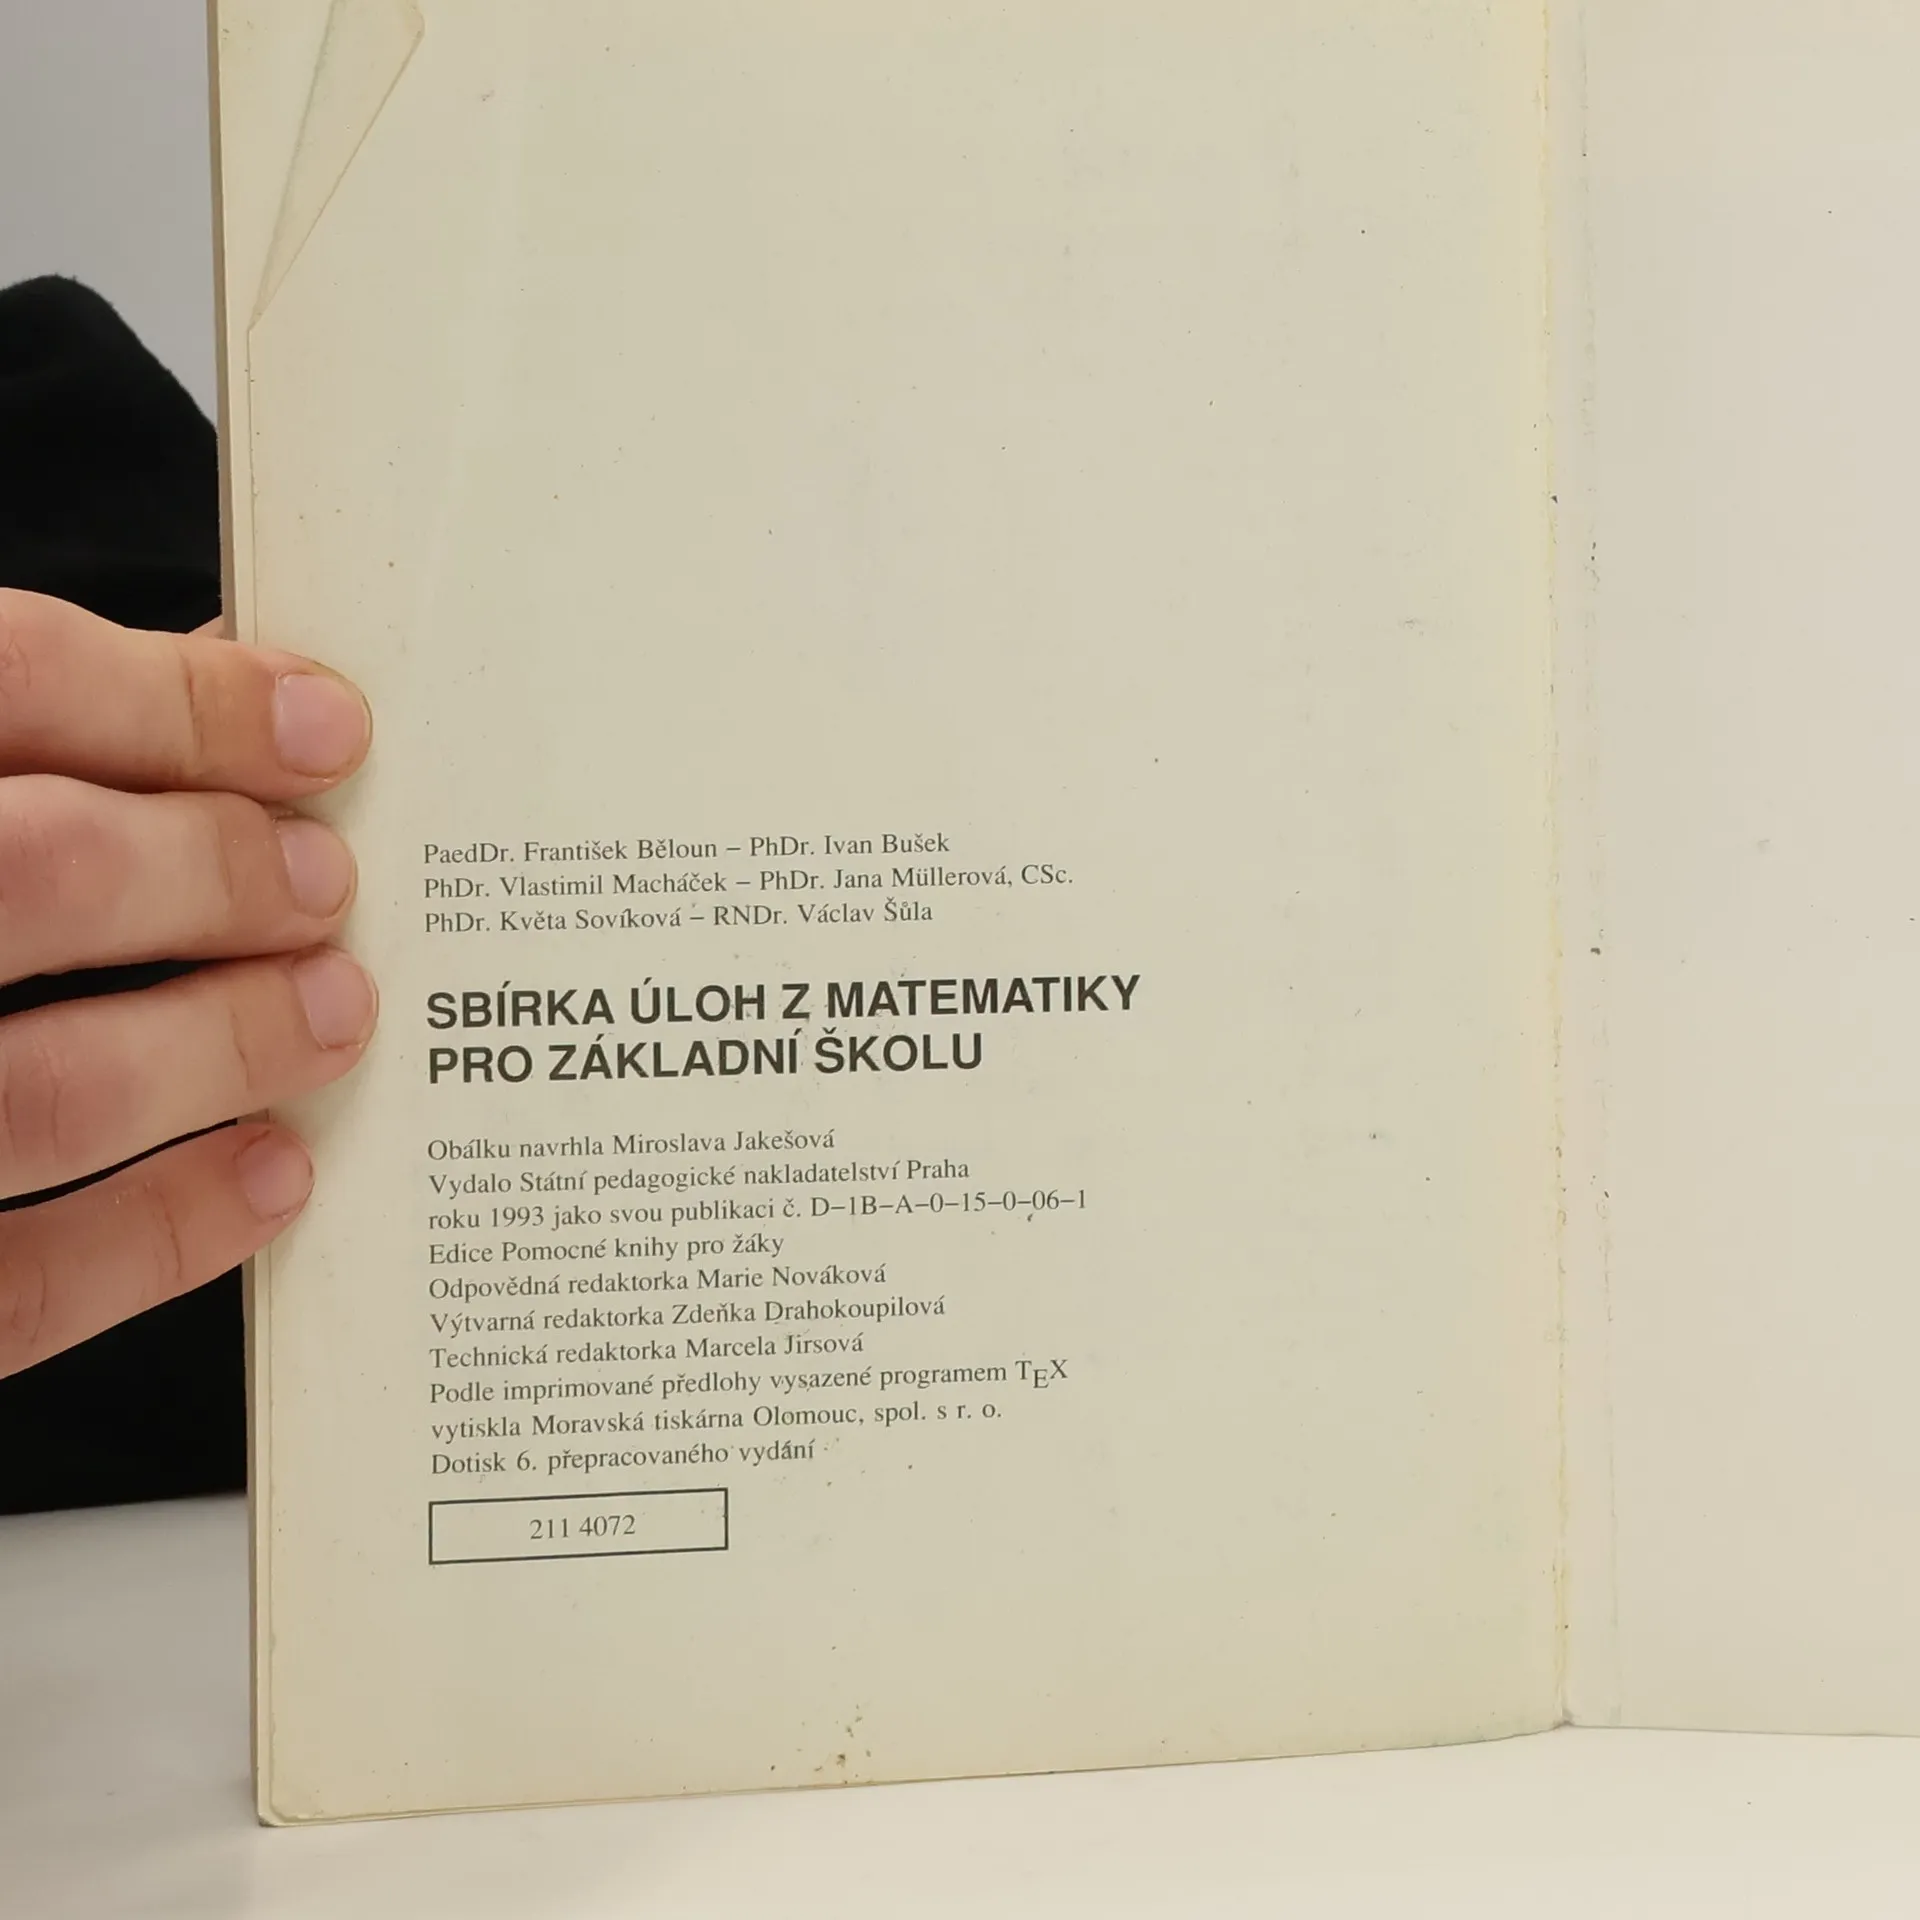 PaedDr. František Běloun – PhDr. Ivan Bušek
PhDr. Vlastimil Macháček – PhDr. Jana Müllerová, CSc.
PhDr. Květa Sovíková – RNDr. Václav Šůla
SBÍRKA ÚLOH Z MATEMATIKY
PRO ZÁKLADNÍ ŠKOLU
Obálku navrhla Miroslava Jakešová
Vydalo Státní pedagogické nakladatelství Praha
roku 1993 jako svou publikaci č. D–1B–A–0–15–0–06–1
Edice Pomocné knihy pro žáky
Odpovědná redaktorka Marie Nováková
Výtvarná redaktorka Zdeňka Drahokoupilová
Technická redaktorka Marcela Jirsová
Podle imprimované předlohy vysazené programem TEX
vytiskla Moravská tiskárna Olomouc, spol. s r. o.
Dotisk 6. přepracovaného vydání
211 4072